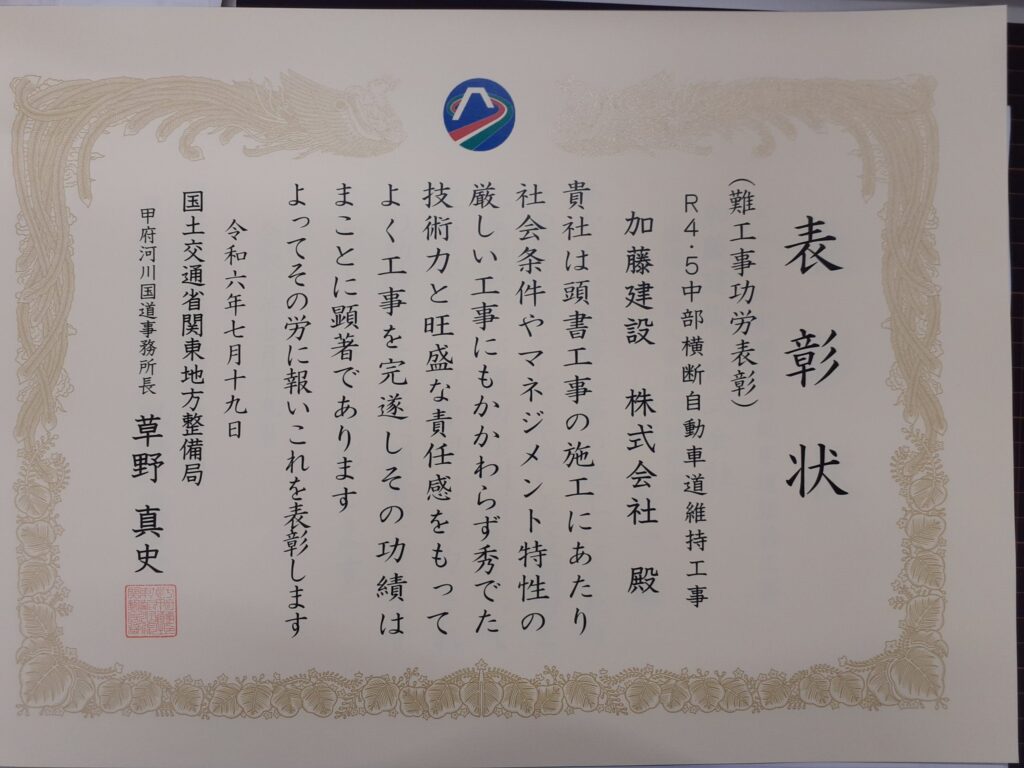 表彰状
（難工事功労表彰）
R4・5中部横断自動車道維持工事
加藤建設　株式会社　殿
貴社は頭書工事の施工にあたり
社会条件やマネジメント特性の
厳しい工事にもかかわらず秀でた
技術力と旺盛な責任感をもって
よく工事を完遂しその功績は
まことに顕著であります
よってその労に報いこれを表彰します
令和六年七月十九日
国土交通省関東地方整備局
甲府河川国道事務所長　草野　真史